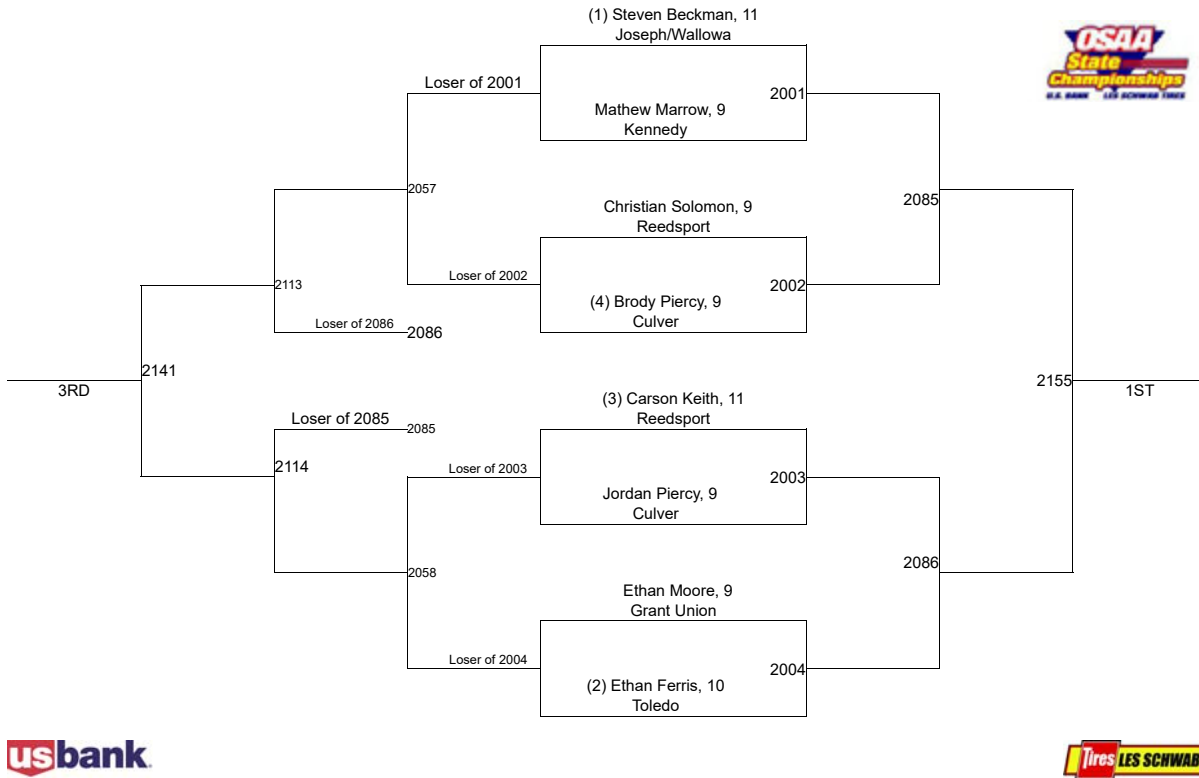 (1) Steven Beckman, 11
Joseph/Wallowa
OSAA
State
Championships
U.S. BANK LES SCHWAB TIRES
Loser of 2001
2001
Mathew Marrow, 9
Kennedy
2057
2085
Christian Solomon, 9
Reedsport
Loser of 2002
2002
2113
(4) Brody Piercy, 9
Culver
Loser of 2086
2086
2141
3RD
2155
1ST
(3) Carson Keith, 11
Reedsport
Loser of 2085
2085
2114
Loser of 2003
2003
Jordan Piercy, 9
Culver
2058
2086
Ethan Moore, 9
Grant Union
Loser of 2004
2004
(2) Ethan Ferris, 10
Toledo
usbank.
Tires LES SCHWAB